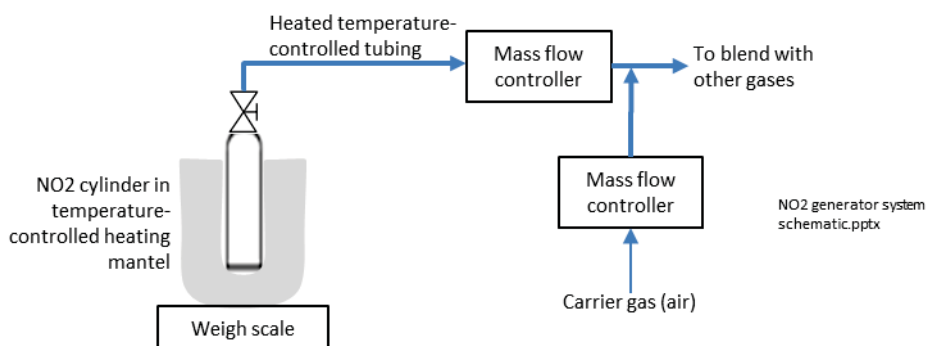 Heated temperature-
controlled tubing
Mass flow
controller
To blend with
other gases
NO2 cylinder in
temperature-
controlled heating
mantel
Mass flow
controller
NO2 generator system
schematic.pptx
Carrier gas (air)
Weigh scale